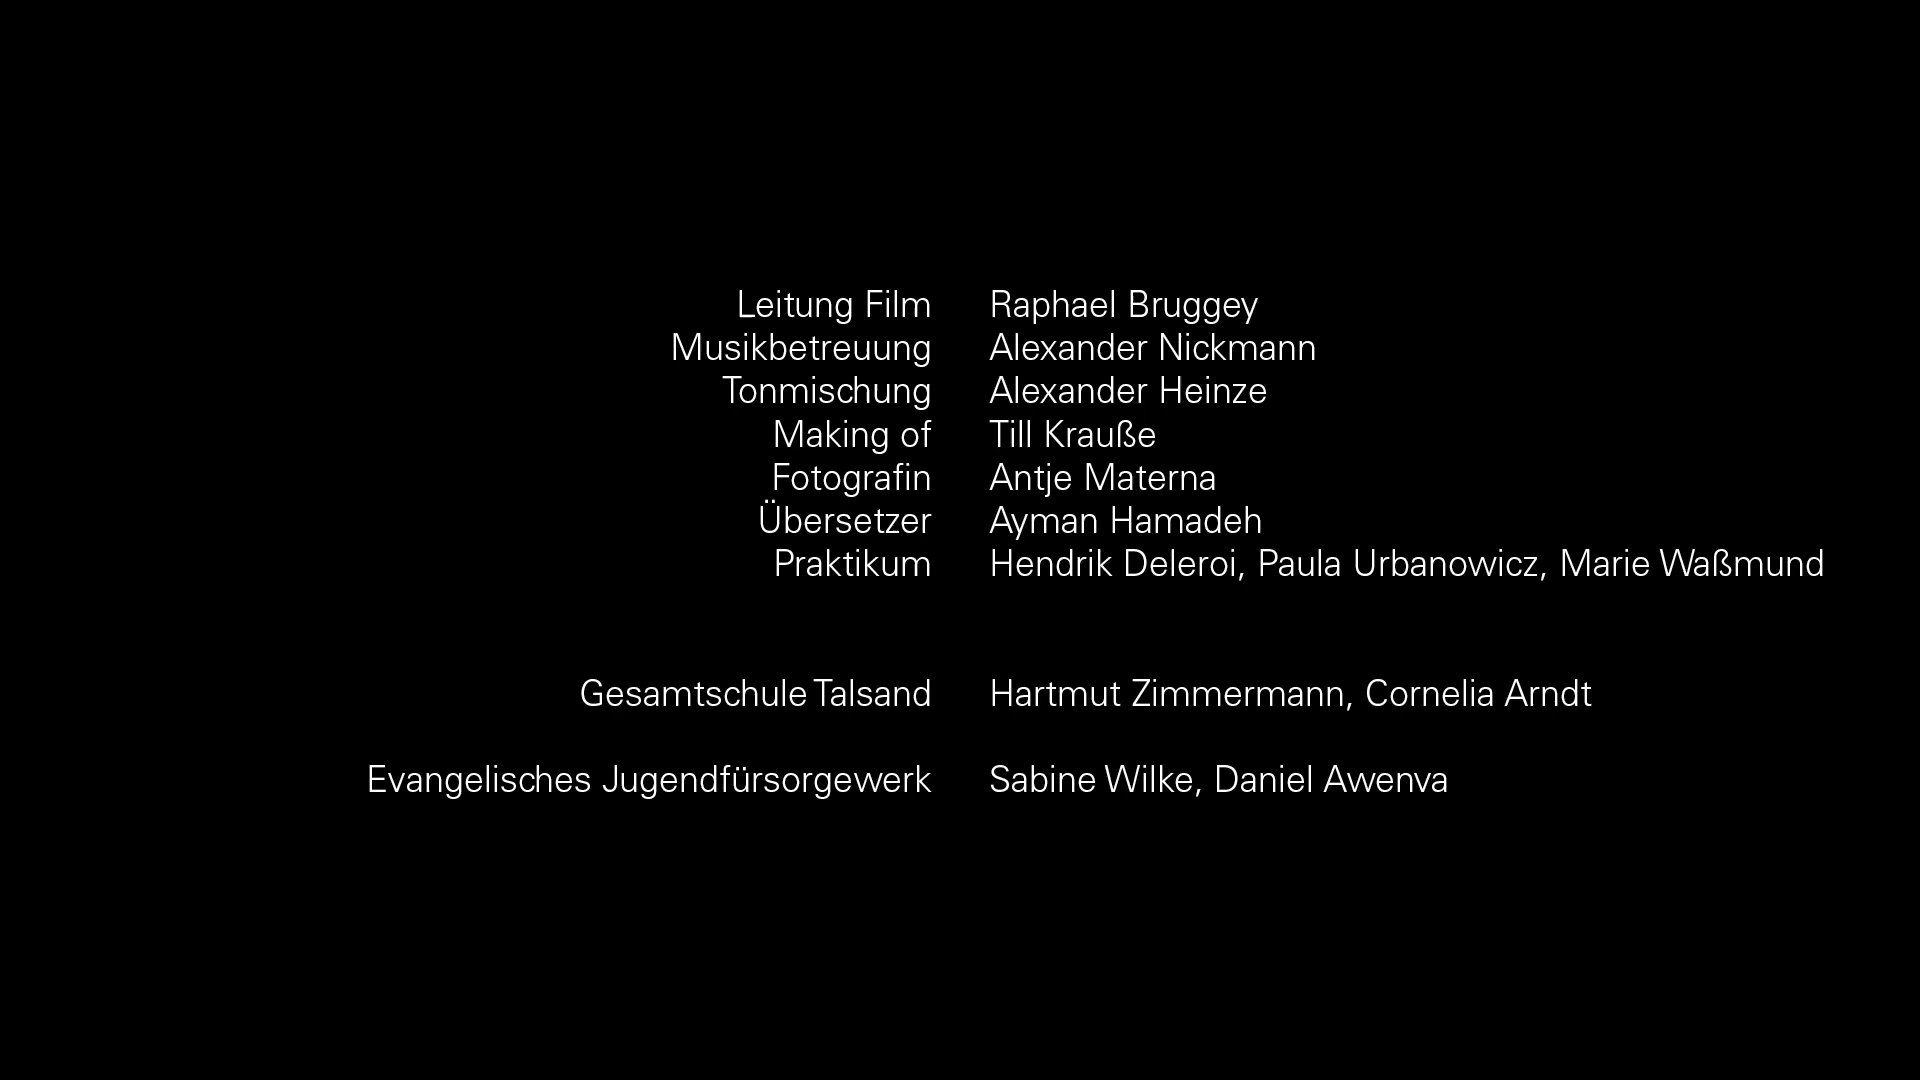 Leitung Film Raphael Bruggey
Musikbetreuung Alexander Nickmann
Tonmischung Alexander Heinze
Making of Till Krauße
Fotografin Antje Materna
Übersetzer Ayman Hamadeh
Praktikum Hendrik Deleroi, Paula Urbanowicz, Marie Waßmund
Gesamtschule Talsand Hartmut Zimmermann, Cornelia Arndt
Evangelisches Jugendfürsorgewerk Sabine Wilke, Daniel Awenva